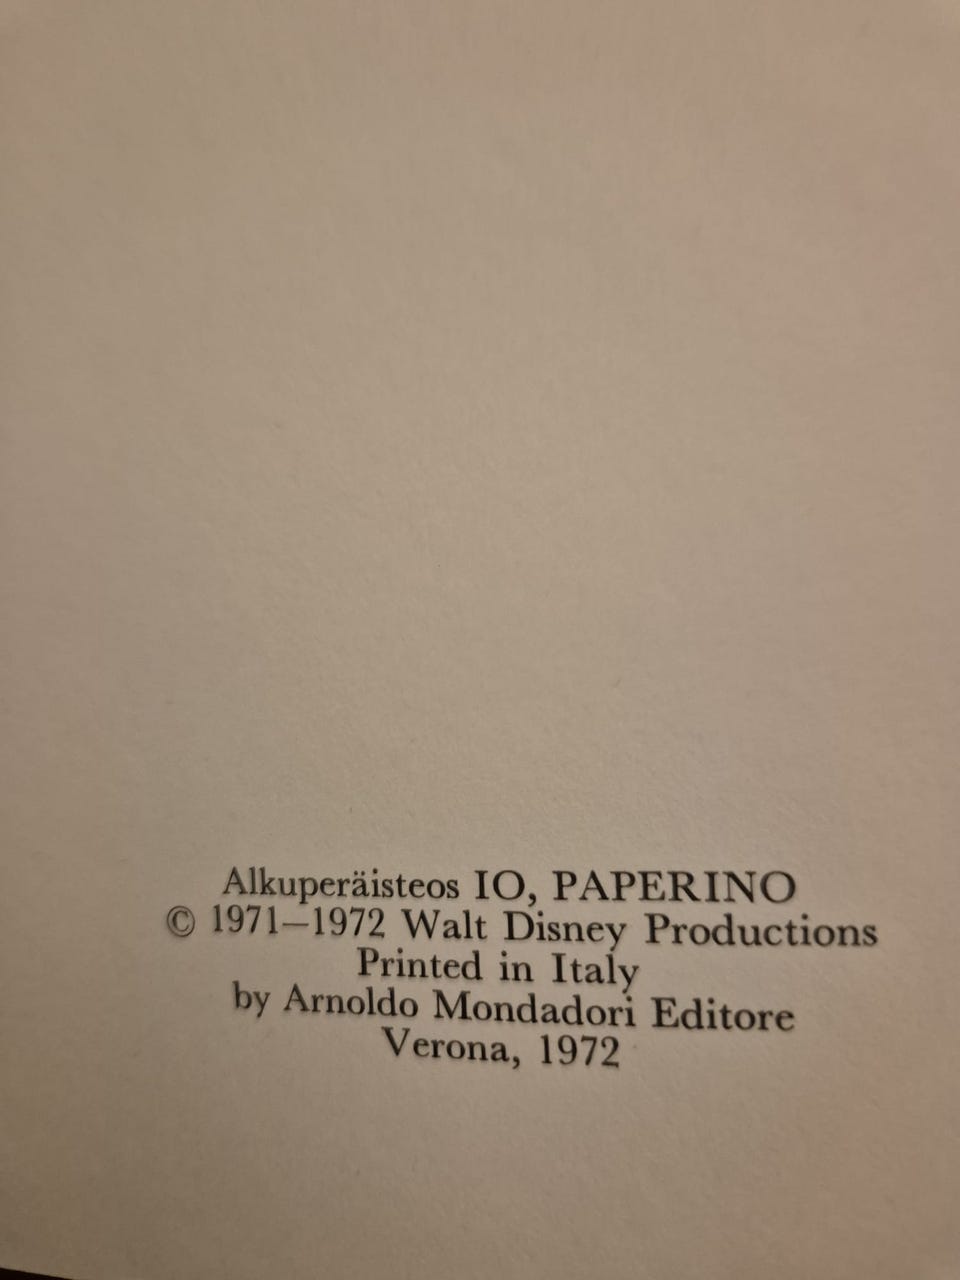 Alkuperäisteos IO, PAPERINO
© 1971–1972 Walt Disney Productions
Printed in Italy
by Arnoldo Mondadori Editore
Verona, 1972